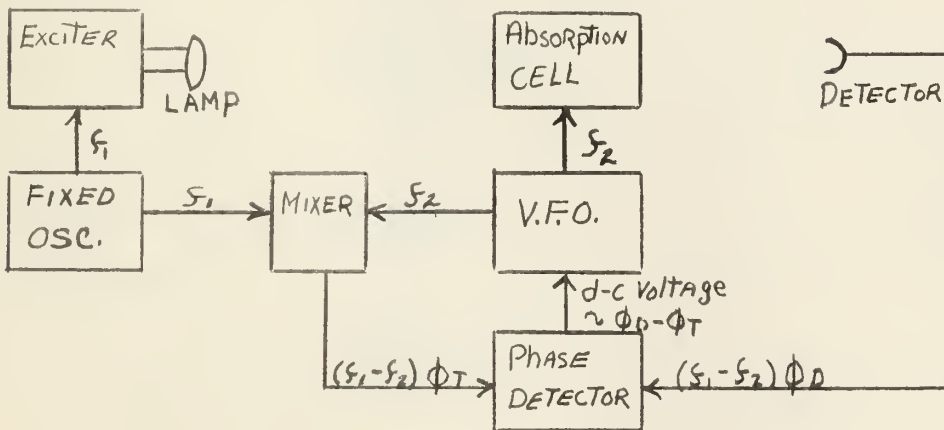 EXCITER
LAMP
Absorption
CELL
DETECTOR
f₁
f₂
FIXED
OSC.
f₁
MIXER
f₂
V.F.O.
d-c voltage
~ ϕD-ϕT
(f₁-f₂) ϕT
PHASE
DETECTOR
(f₁-f₂) ϕD